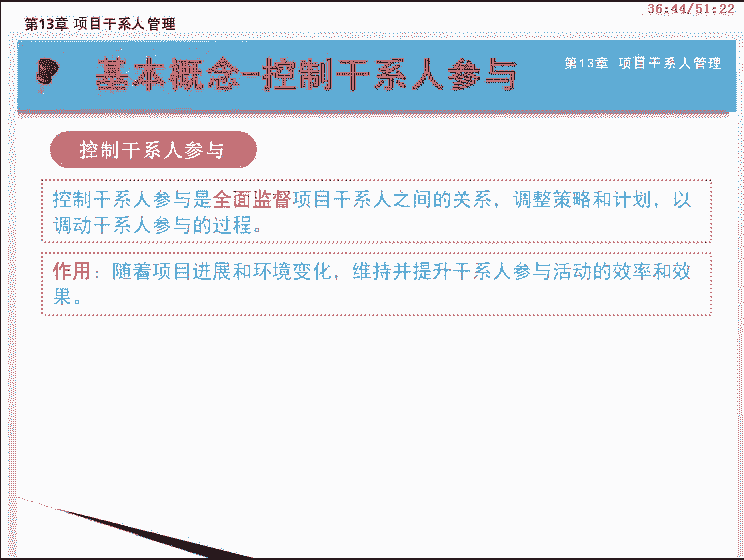 36:44/51:22
第13章 项目干系人管理
基本概念-控制干系人参与
第13章 项目干系人管理
控制干系人参与
控制干系人参与是全面监督项目干系人之间的关系，调整策略和计划，以
调动干系人参与的过程。
作用：随着项目进展和环境变化，维持并提升干系人参与活动的效率和效
果。